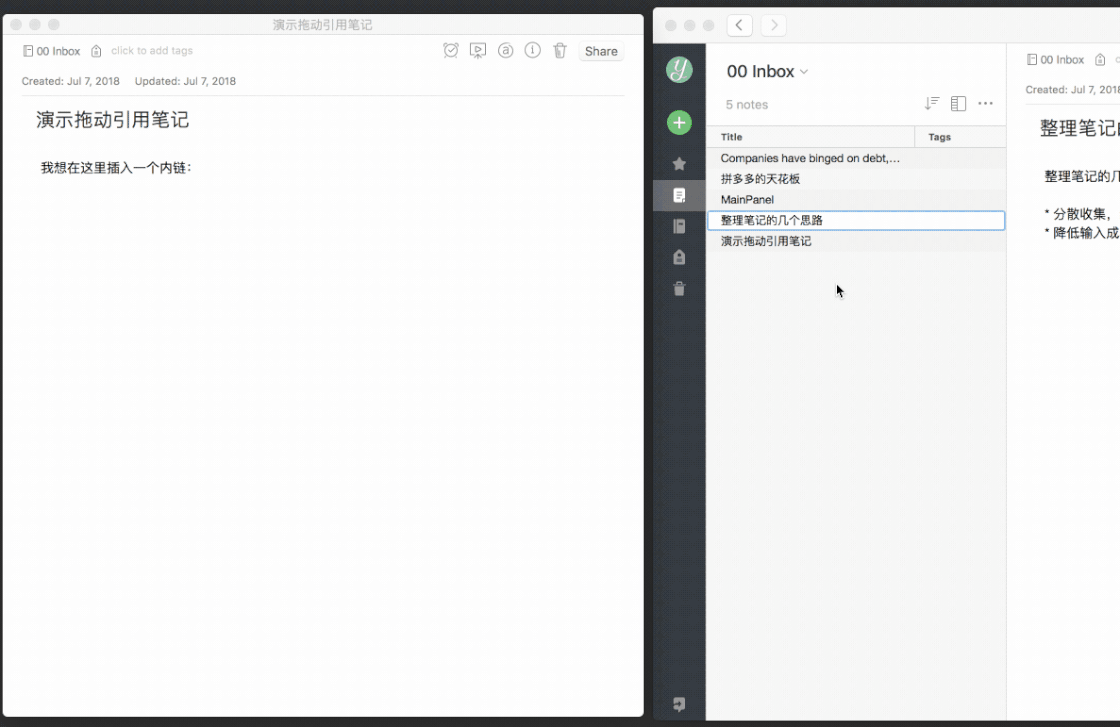 演示拖动引用笔记
00 Inbox click to add tags Share
Created: Jul 7, 2018 Updated: Jul 7, 2018
演示拖动引用笔记
我想在这里插入一个内链：
00 Inbox
5 notes
Title Tags
Companies have binged on debt,...
拼多多的天花板
MainPanel
整理笔记的几个思路
演示拖动引用笔记
00 Inbox
Created: Jul 7, 2018
整理笔记的
整理笔记的几
* 分散收集，
* 降低输入成